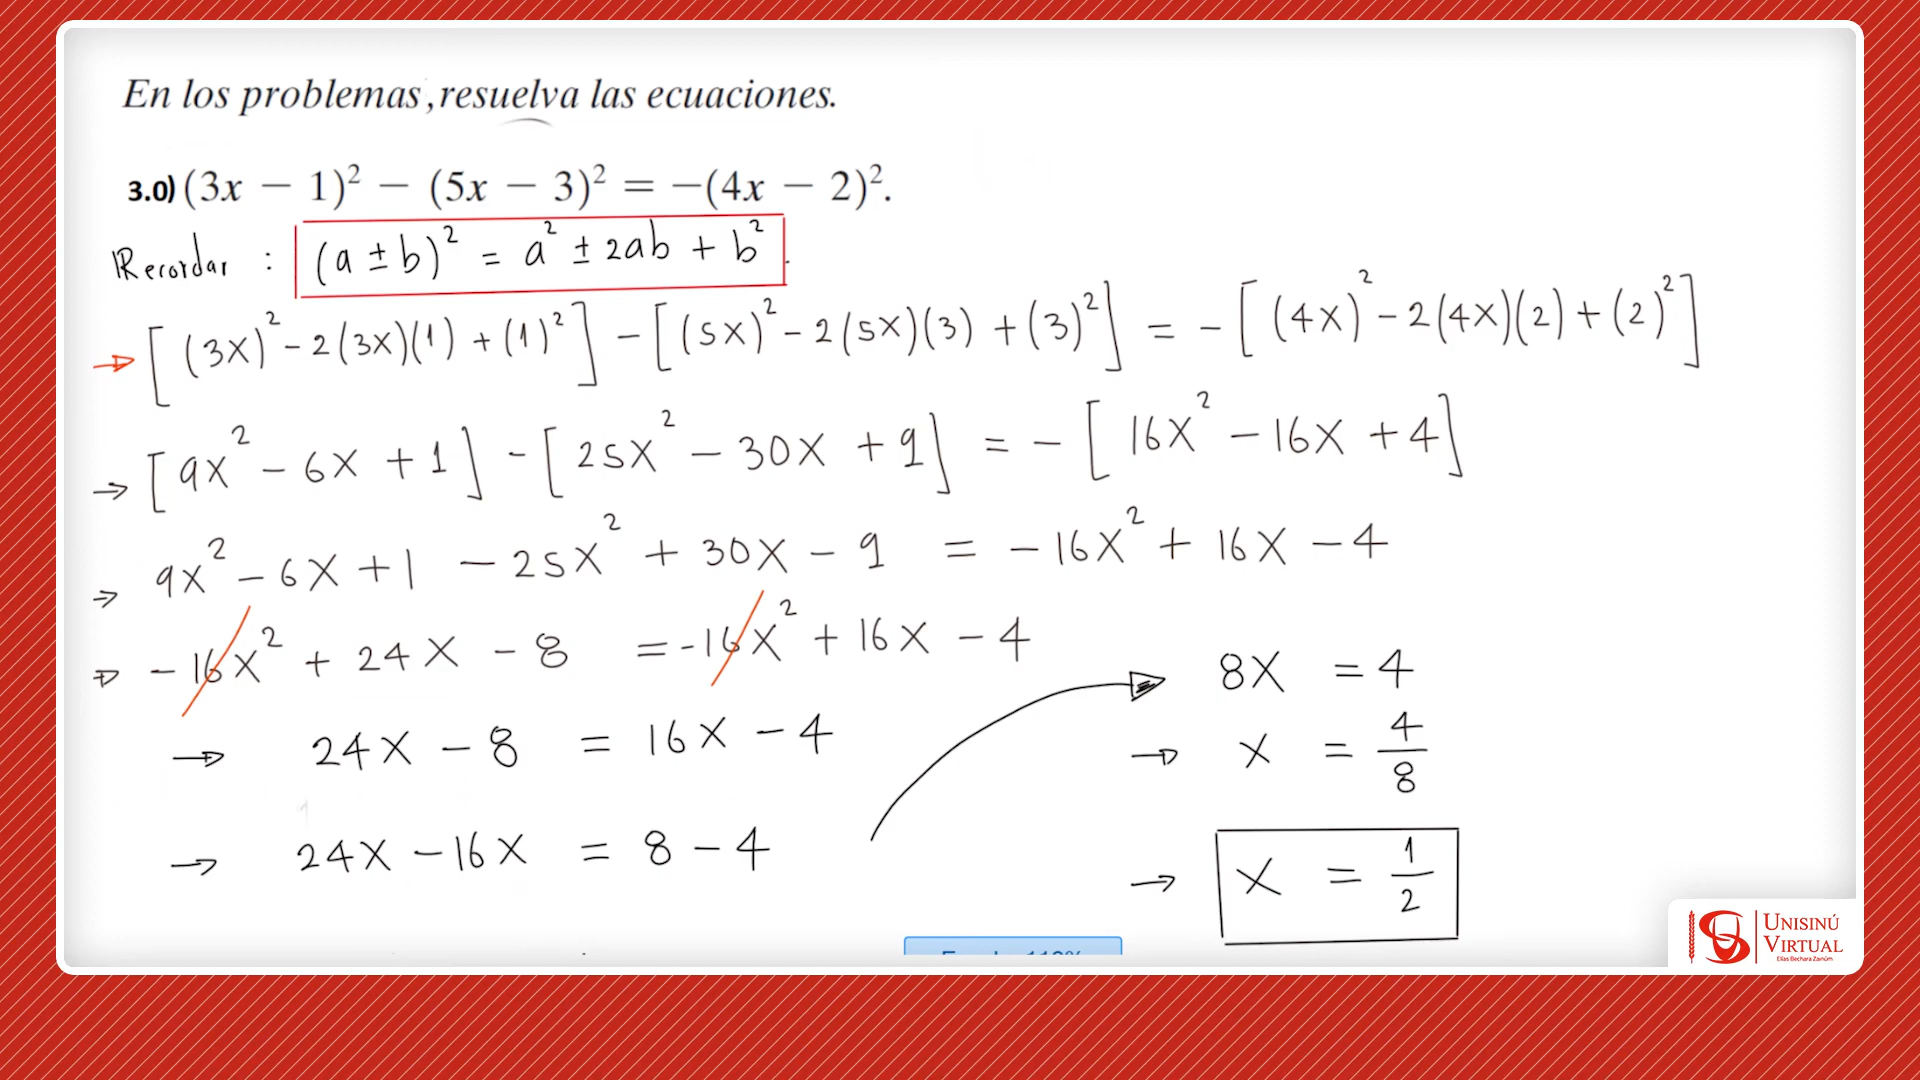 En los problemas, resuelva las ecuaciones.
3.0) (3x − 1)² − (5x − 3)² = −(4x − 2)².
Recordar : (a ± b)² = a² ± 2ab + b².
→ [(3x)² - 2(3x)(1) + (1)²] - [(5x)² - 2(5x)(3) + (3)²] = - [(4x)² - 2(4x)(2) + (2)²]
→ [9x² - 6x + 1] - [25x² - 30x + 9] = - [16x² - 16x + 4]
→ 9x² - 6x + 1 - 25x² + 30x - 9 = - 16x² + 16x - 4
→ - 16x² + 24x - 8 = - 16x² + 16x - 4
→ 24x - 8 = 16x - 4
→ 24x - 16x = 8 - 4
8x = 4
→ x = 4/8
→ x = 1/2
UNISINÚ
VIRTUAL
Elías Bechara Zainúm